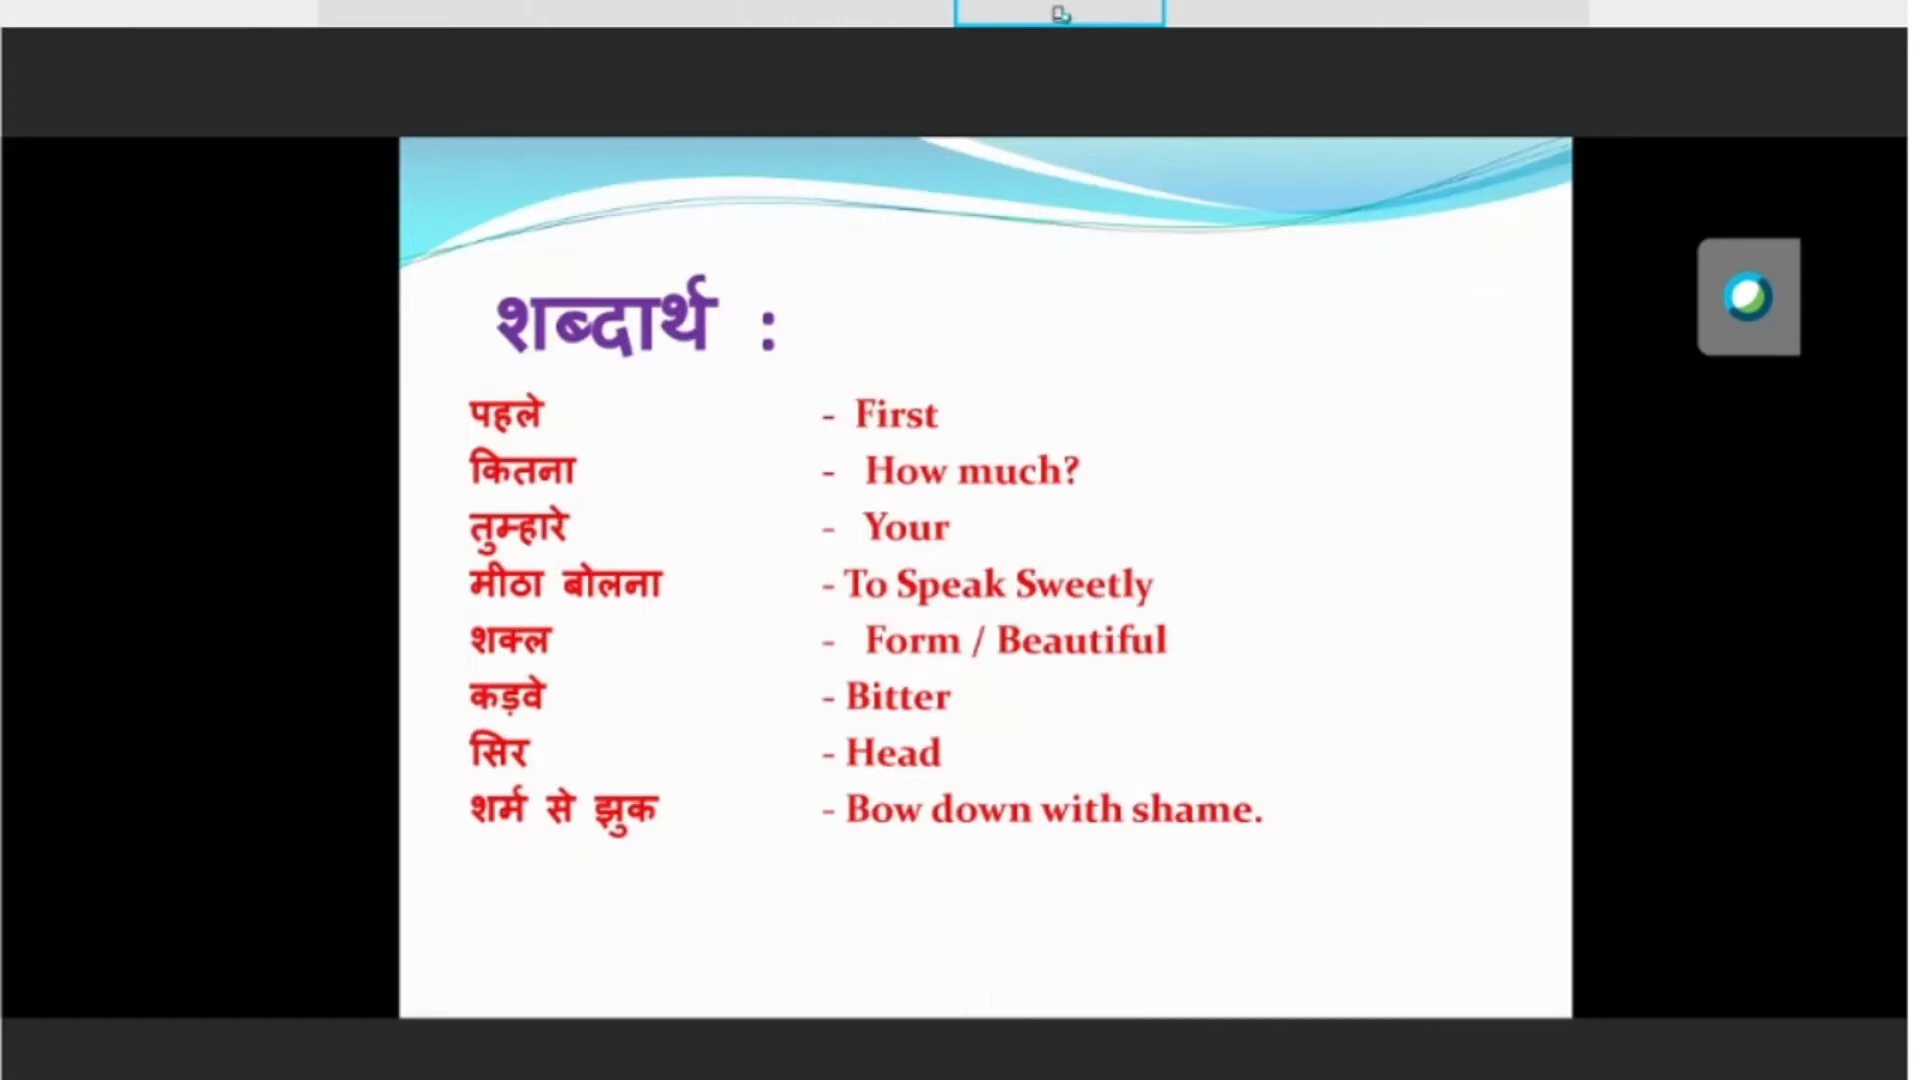 शब्दार्थ :
पहले - First
कितना - How much?
तुम्हारे - Your
मीठा बोलना - To Speak Sweetly
शक्ल - Form / Beautiful
कड़वे - Bitter
सिर - Head
शर्म से झुक - Bow down with shame.